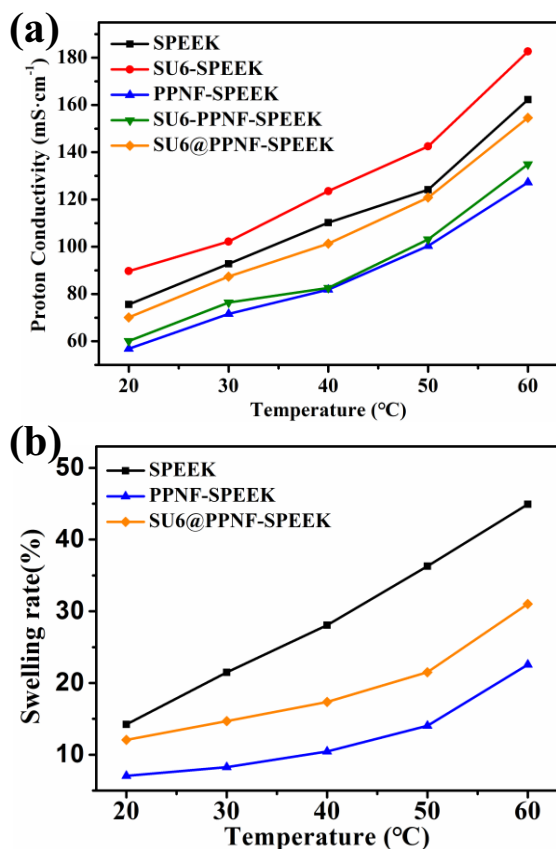 (a)
SPEEK
SU6-SPEEK
PPNF-SPEEK
SU6-PPNF-SPEEK
SU6@PPNF-SPEEK
Proton Conductivity (mS·cm⁻¹)
180
160
140
120
100
80
60
20 30 40 50 60
Temperature (°C)
(b)
SPEEK
PPNF-SPEEK
SU6@PPNF-SPEEK
Swelling rate(%)
50
40
30
20
10
20 30 40 50 60
Temperature (°C)